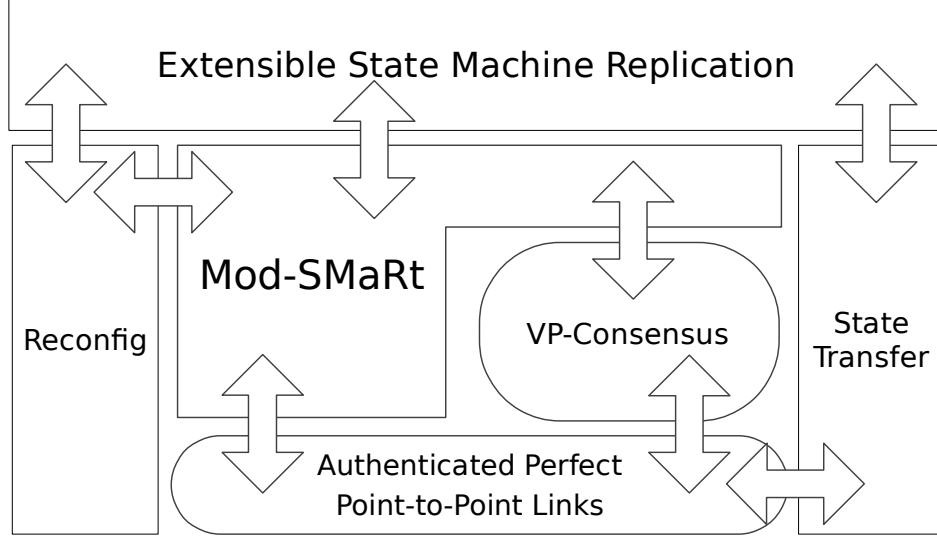 Extensible State Machine Replication
Mod-SMaRt
Reconfig
VP-Consensus
State
Transfer
Authenticated Perfect
Point-to-Point Links